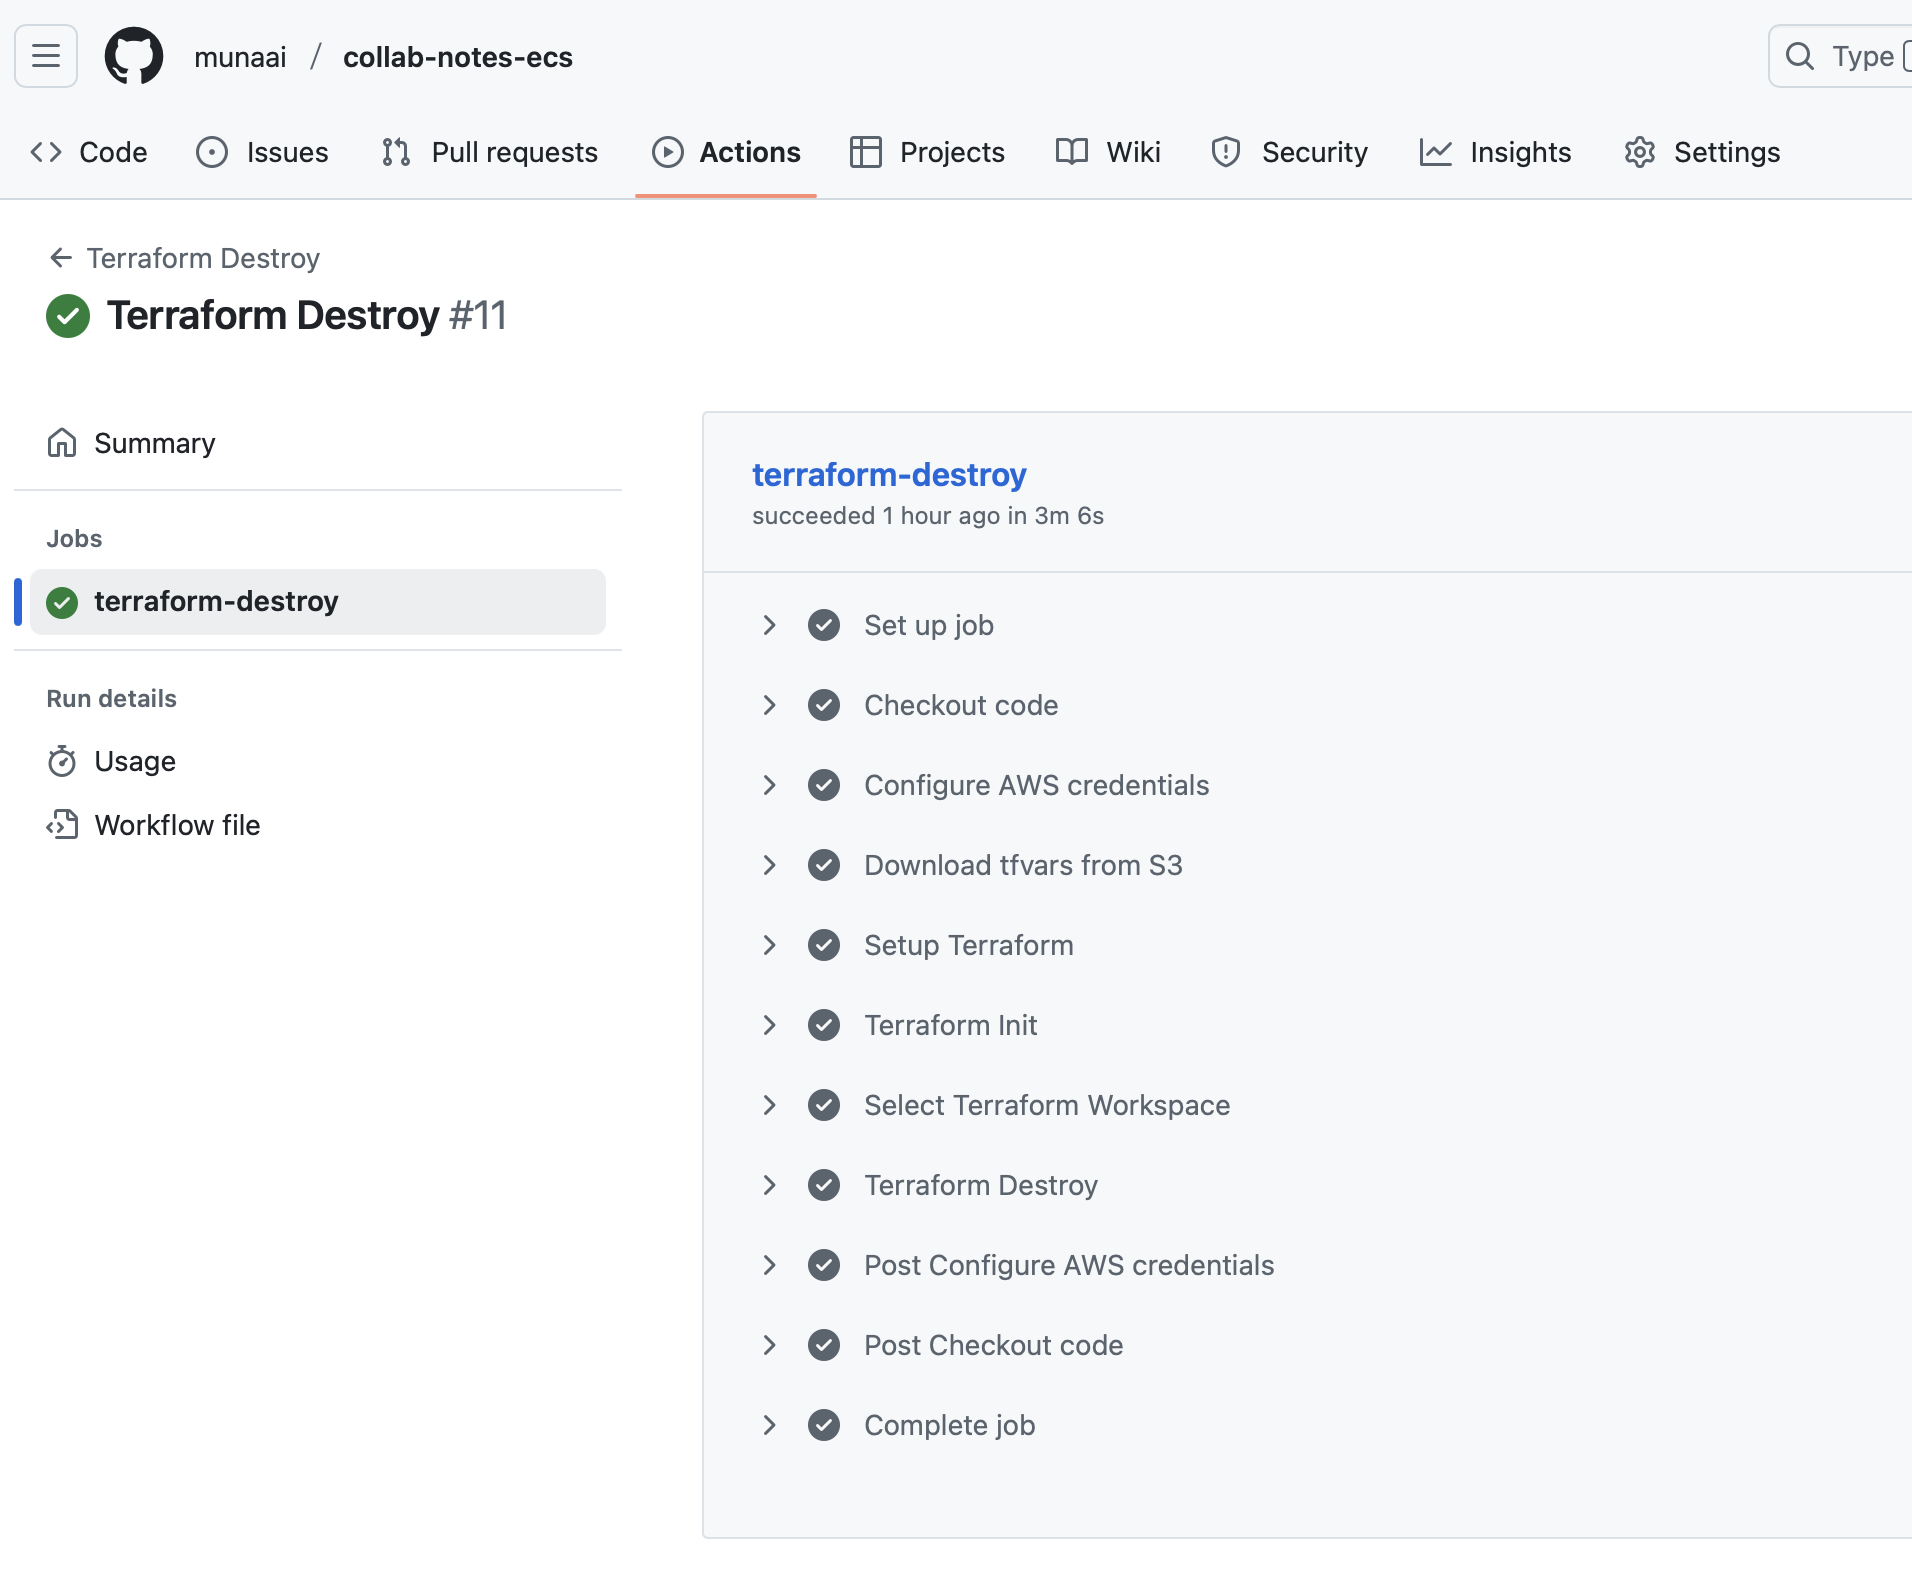 munaai / collab-notes-ecs
Type
Code Issues Pull requests Actions Projects Wiki Security Insights Settings
Terraform Destroy
Terraform Destroy #11
Summary
Jobs
terraform-destroy
Run details
Usage
Workflow file
terraform-destroy
succeeded 1 hour ago in 3m 6s
Set up job
Checkout code
Configure AWS credentials
Download tfvars from S3
Setup Terraform
Terraform Init
Select Terraform Workspace
Terraform Destroy
Post Configure AWS credentials
Post Checkout code
Complete job